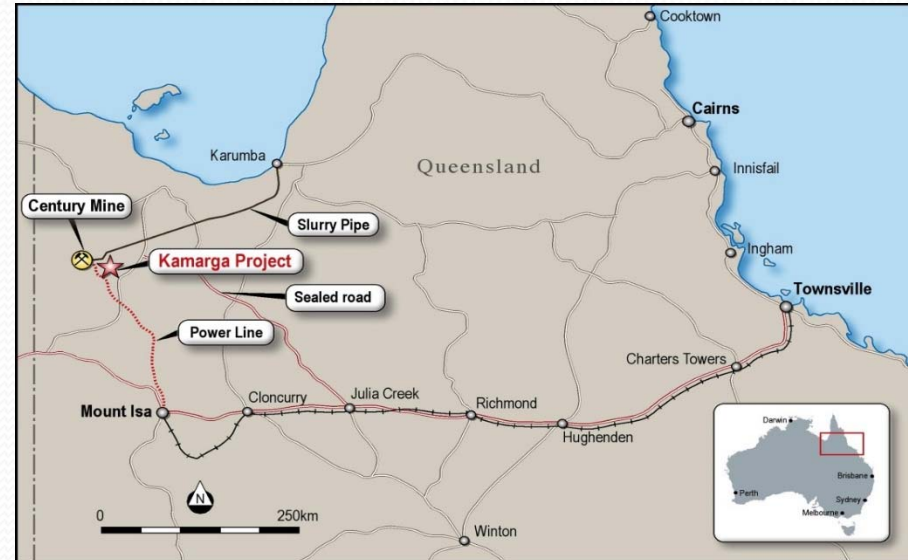 Cooktown
Cairns
Karumba
Queensland
Innisfail
Century Mine
Slurry Pipe
Ingham
Kamarga Project
Sealed road
Townsville
Power Line
Charters Towers
Mount Isa
Cloncurry
Julia Creek
Richmond
Hughenden
N
0
250km
Winton
Darwin
Brisbane
Perth
Sydney
Melbourne